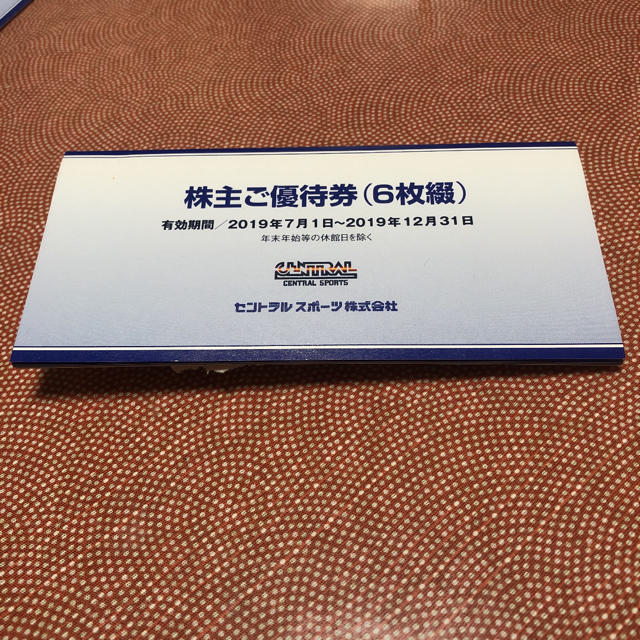 株主ご優待券(6枚綴)
有効期間／2019年7月1日～2019年12月31日
年末年始等の休館日を除く
CENTRAL
CENTRAL SPORTS
セントラルスポーツ株式会社